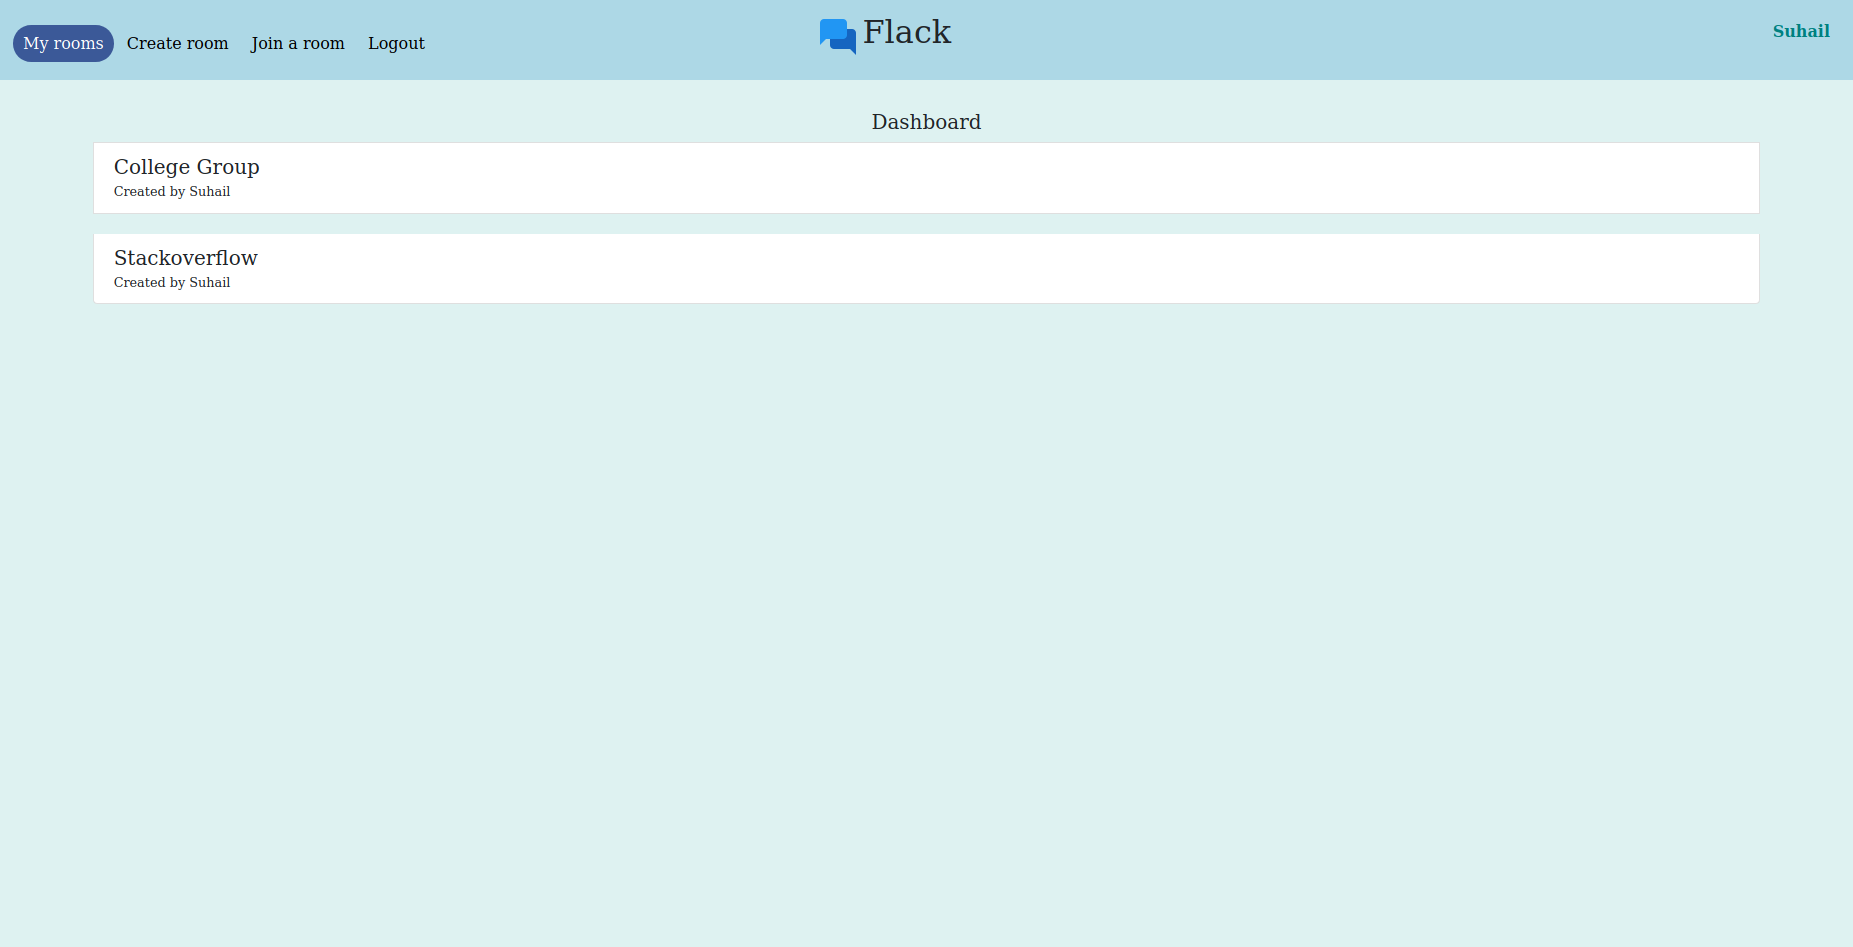 My rooms Create room Join a room Logout Flack Suhail
Dashboard
College Group
Created by Suhail
Stackoverflow
Created by Suhail